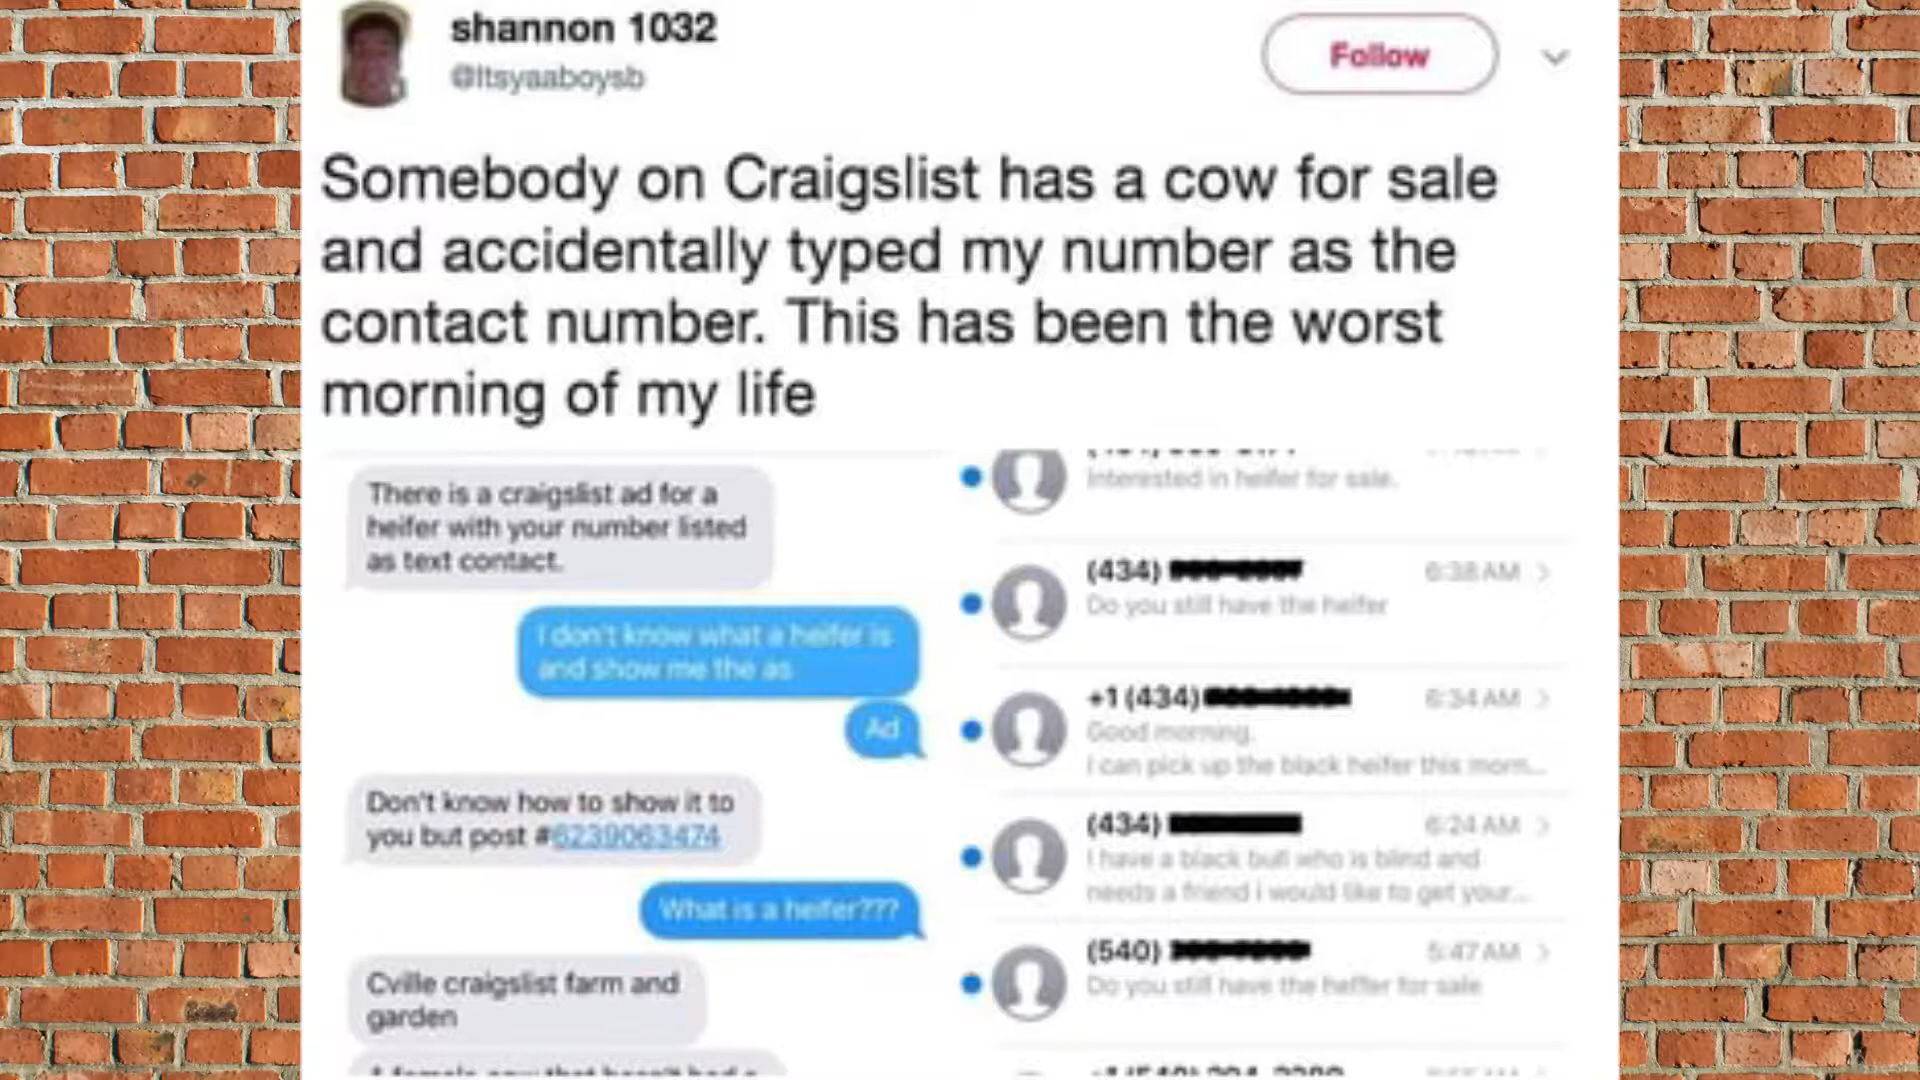 shannon 1032
@Itsyaaboysb
Follow
Somebody on Craigslist has a cow for sale
and accidentally typed my number as the
contact number. This has been the worst
morning of my life
There is a craigslist ad for a
heifer with your number listed
as text contact.
I don't know what a heifer is
and show me the as
Ad
Don't know how to show it to
you but post #6239063474
What is a heifer???
Cville craigslist farm and
garden
Interested in heifer for sale.
(434)
6:38 AM
Do you still have the heifer
+1 (434)
6:34 AM
Good morning.
I can pick up the black heifer this morn...
(434)
6:24 AM
I have a black bull who is blind and
needs a friend i would like to get your...
(540)
5:47 AM
Do you still have the heffer for sale